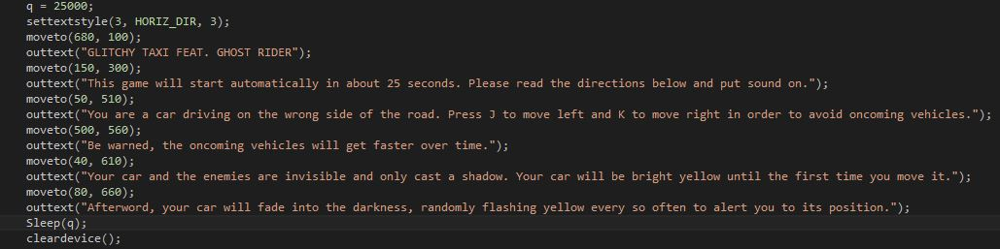 q = 25000;
settextstyle(3, HORIZ_DIR, 3);
moveto(680, 100);
outtext("GLITCHY TAXI FEAT. GHOST RIDER");
moveto(150, 300);
outtext("This game will start automatically in about 25 seconds. Please read the directions below and put sound on.");
moveto(50, 510);
outtext("You are a car driving on the wrong side of the road. Press J to move left and K to move right in order to avoid oncoming vehicles.");
moveto(500, 560);
outtext("Be warned, the oncoming vehicles will get faster over time.");
moveto(40, 610);
outtext("Your car and the enemies are invisible and only cast a shadow. Your car will be bright yellow until the first time you move it.");
moveto(80, 660);
outtext("Afterword, your car will fade into the darkness, randomly flashing yellow every so often to alert you to its position.");
Sleep(q);
cleardevice();